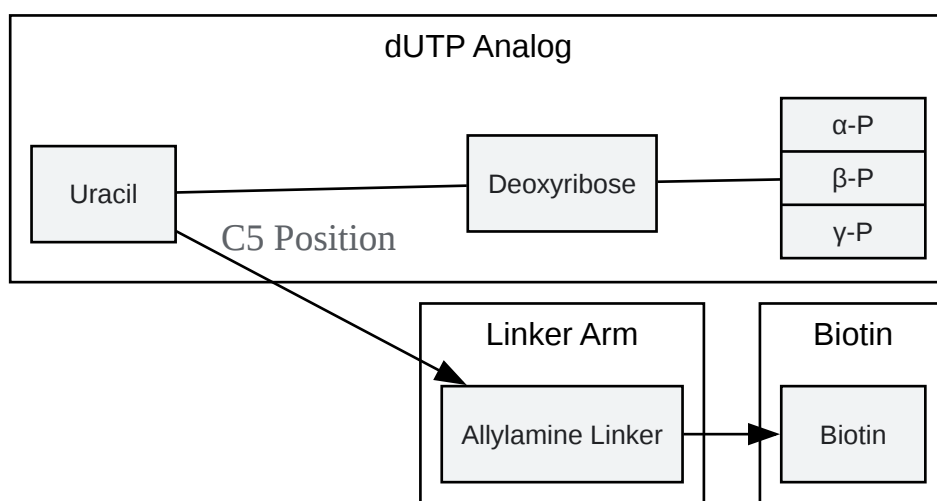 dUTP Analog
Uracil
Deoxyribose
α-P
β-P
γ-P
C5 Position
Linker Arm
Biotin
Allylamine Linker
Biotin